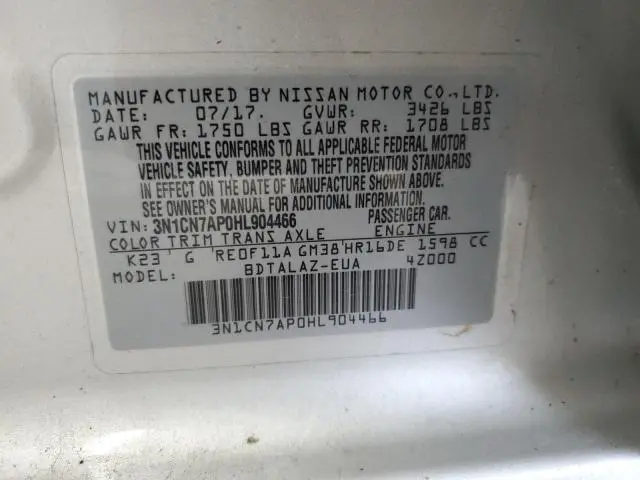 MANUFACTURED BY NISSAN MOTOR CO.,LTD.
DATE: 07/17. GVWR: 3426 LBS
GAWR FR: 1750 LBS GAWR RR: 1708 LBS
THIS VEHICLE CONFORMS TO ALL APPLICABLE FEDERAL MOTOR
VEHICLE SAFETY, BUMPER AND THEFT PREVENTION STANDARDS
IN EFFECT ON THE DATE OF MANUFACTURE SHOWN ABOVE.
SEE OWNER'S MANUAL FOR ADDITIONAL INFORMATION.
VIN: 3N1CN7AP0HL904466 PASSENGER CAR.
COLOR TRIM TRANS AXLE ENGINE
K23 G RE0F11A GM38 HR16DE 1598 CC
BDTALAZ-EUA 4Z000
3N1CN7AP0HL904466